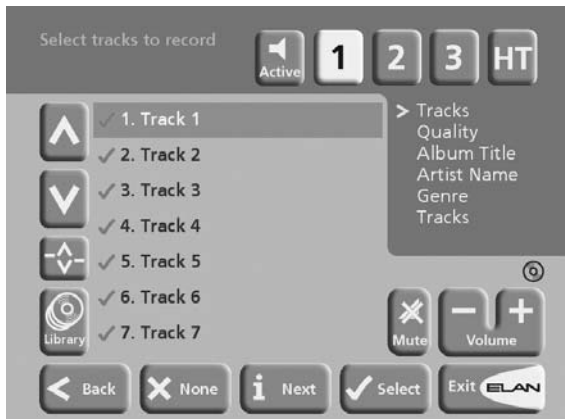 Select tracks to record
Active
1
2
3
HT
1. Track 1
2. Track 2
3. Track 3
4. Track 4
5. Track 5
6. Track 6
7. Track 7
> Tracks
Quality
Album Title
Artist Name
Genre
Tracks
Library
Mute
Volume
Back
None
i Next
Select
Exit ELAN